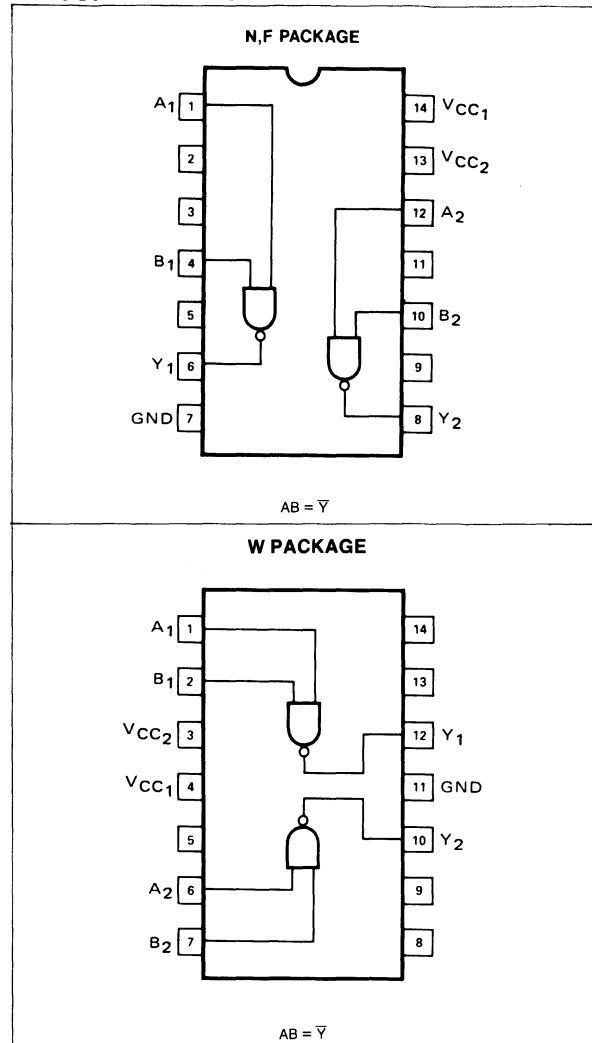 N,F PACKAGE
A1 1 14 VCC1
2 13 VCC2
3 12 A2
B1 4 11
5 10 B2
Y1 6 9
GND 7 8 Y2
AB = Y̅
W PACKAGE
A1 1 14
B1 2 13
VCC2 3 12 Y1
VCC1 4 11 GND
5 10 Y2
A2 6 9
B2 7 8
AB = Y̅